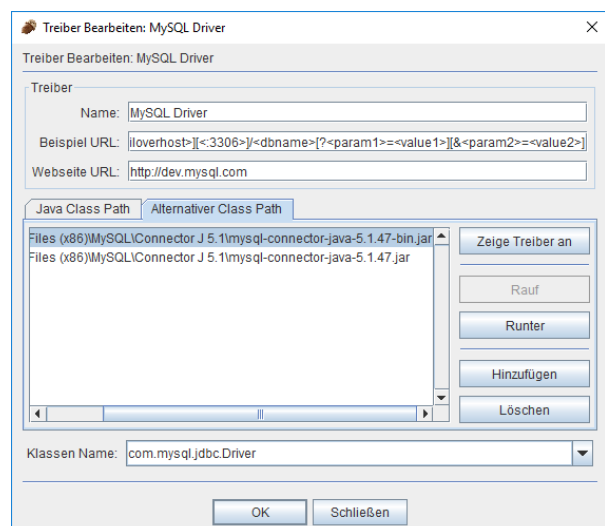 Treiber Bearbeiten: MySQL Driver
Treiber Bearbeiten: MySQL Driver
Treiber
Name: MySQL Driver
Beispiel URL: iloverhost>][<:3306>]/<dbname>[?<param1>=<value1>][&<param2>=<value2>]
Webseite URL: http://dev.mysql.com
Java Class Path Alternativer Class Path
Files (x86)\MySQL\Connector J 5.1\mysql-connector-java-5.1.47-bin.jar
Files (x86)\MySQL\Connector J 5.1\mysql-connector-java-5.1.47.jar
Zeige Treiber an
Rauf
Runter
Hinzufügen
Löschen
Klassen Name: com.mysql.jdbc.Driver
OK Schließen